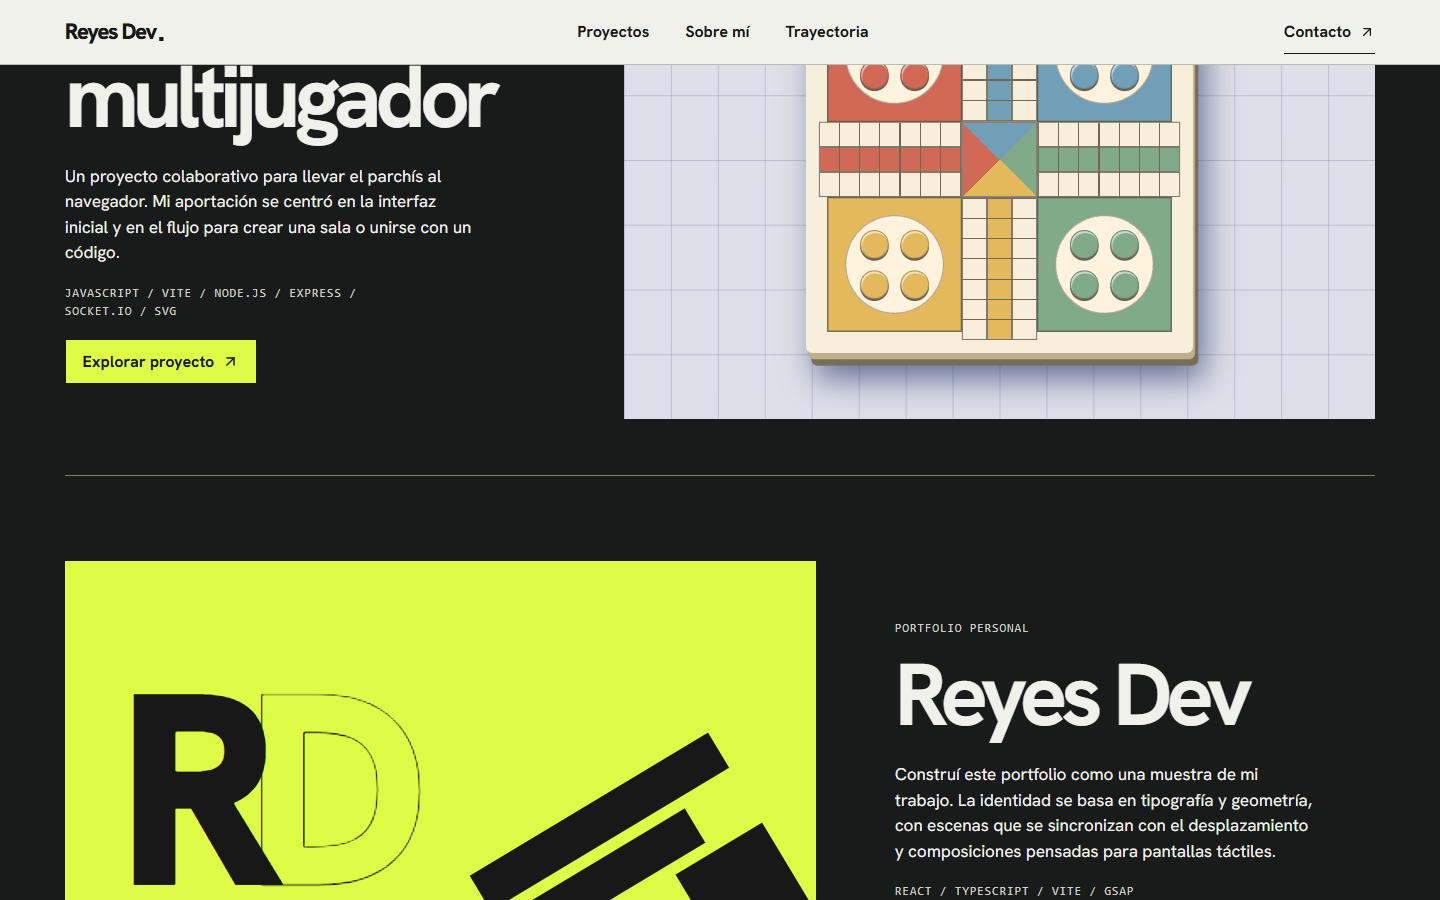 Reyes Dev.
Proyectos
Sobre mí
Trayectoria
Contacto
multijugador
Un proyecto colaborativo para llevar el parchís al
navegador. Mi aportación se centró en la interfaz
inicial y en el flujo para crear una sala o unirse con un
código.
JAVASCRIPT / VITE / NODE.JS / EXPRESS /
SOCKET.IO / SVG
Explorar proyecto
RD
PORTFOLIO PERSONAL
Reyes Dev
Construí este portfolio como una muestra de mi
trabajo. La identidad se basa en tipografía y geometría,
con escenas que se sincronizan con el desplazamiento
y composiciones pensadas para pantallas táctiles.
REACT / TYPESCRIPT / VITE / GSAP